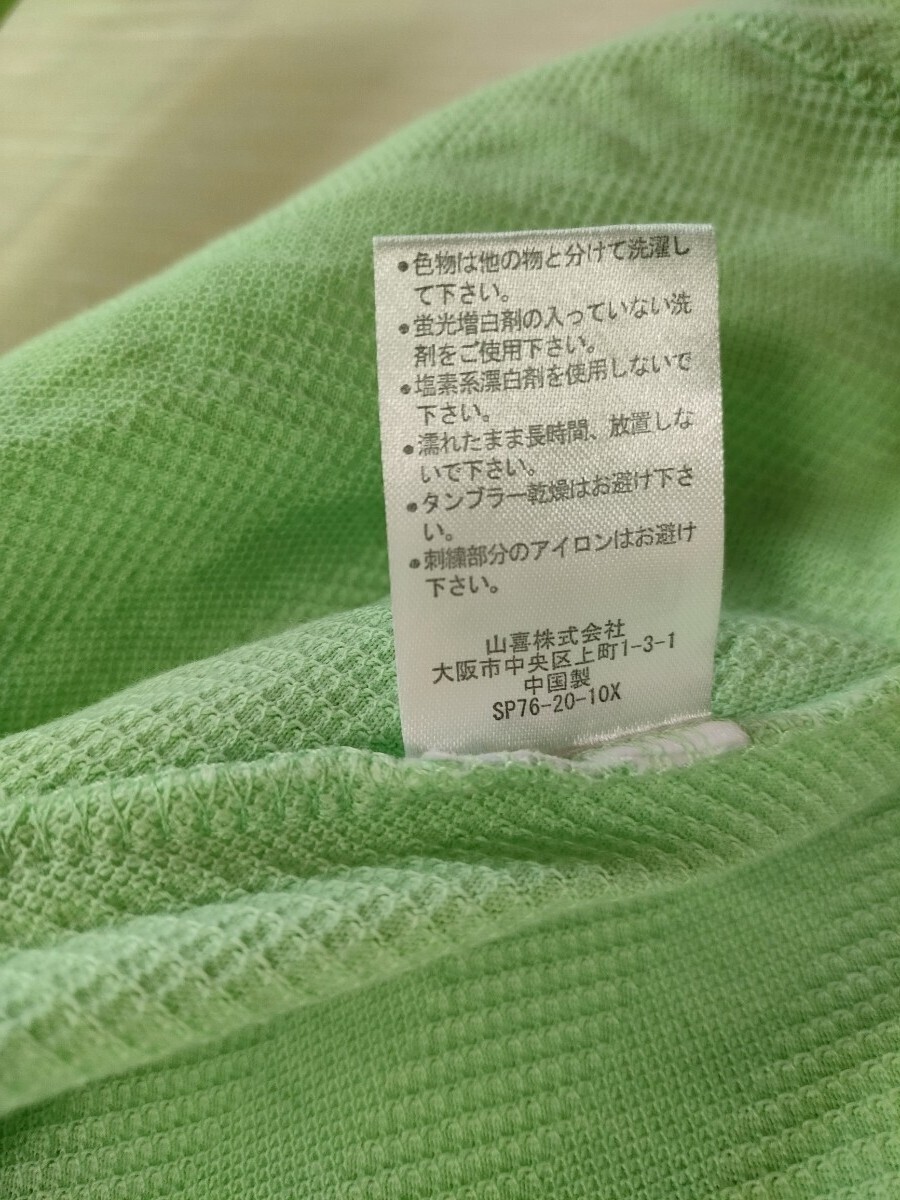 ●色物は他の物と分けて洗濯し
て下さい。
●蛍光増白剤の入っていない洗
剤をご使用下さい。
●塩素系漂白剤を使用しないで
下さい。
●濡れたまま長時間、放置しな
いで下さい。
●タンブラー乾燥はお避け下さ
い。
●刺繍部分のアイロンはお避け
下さい。
山喜株式会社
大阪市中央区上町1-3-1
中国製
SP76-20-10X